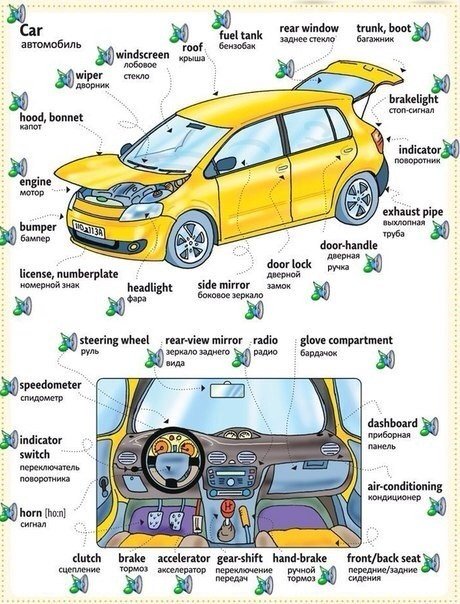 Car
автомобиль
windscreen
лобовое
стекло
roof
крыша
fuel tank
бензобак
rear window
заднее стекло
trunk, boot
багажник
wiper
дворник
hood, bonnet
капот
brakelight
стоп-сигнал
indicator
поворотник
engine
мотор
exhaust pipe
выхлопная
труба
bumper
бампер
door-handle
дверная
ручка
door lock
дверной
замок
license, numberplate
номерной знак
headlight
фара
side mirror
боковое зеркало
steering wheel
руль
rear-view mirror
зеркало заднего
вида
radio
радио
glove compartment
бардачок
speedometer
спидометр
dashboard
приборная
панель
indicator
switch
переключатель
поворотника
air-conditioning
кондиционер
horn [hɔ:n]
сигнал
clutch
сцепление
brake
тормоз
accelerator
акселератор
gear-shift
переключение
передач
hand-brake
ручной
тормоз
front/back seat
передние/задние
сидения